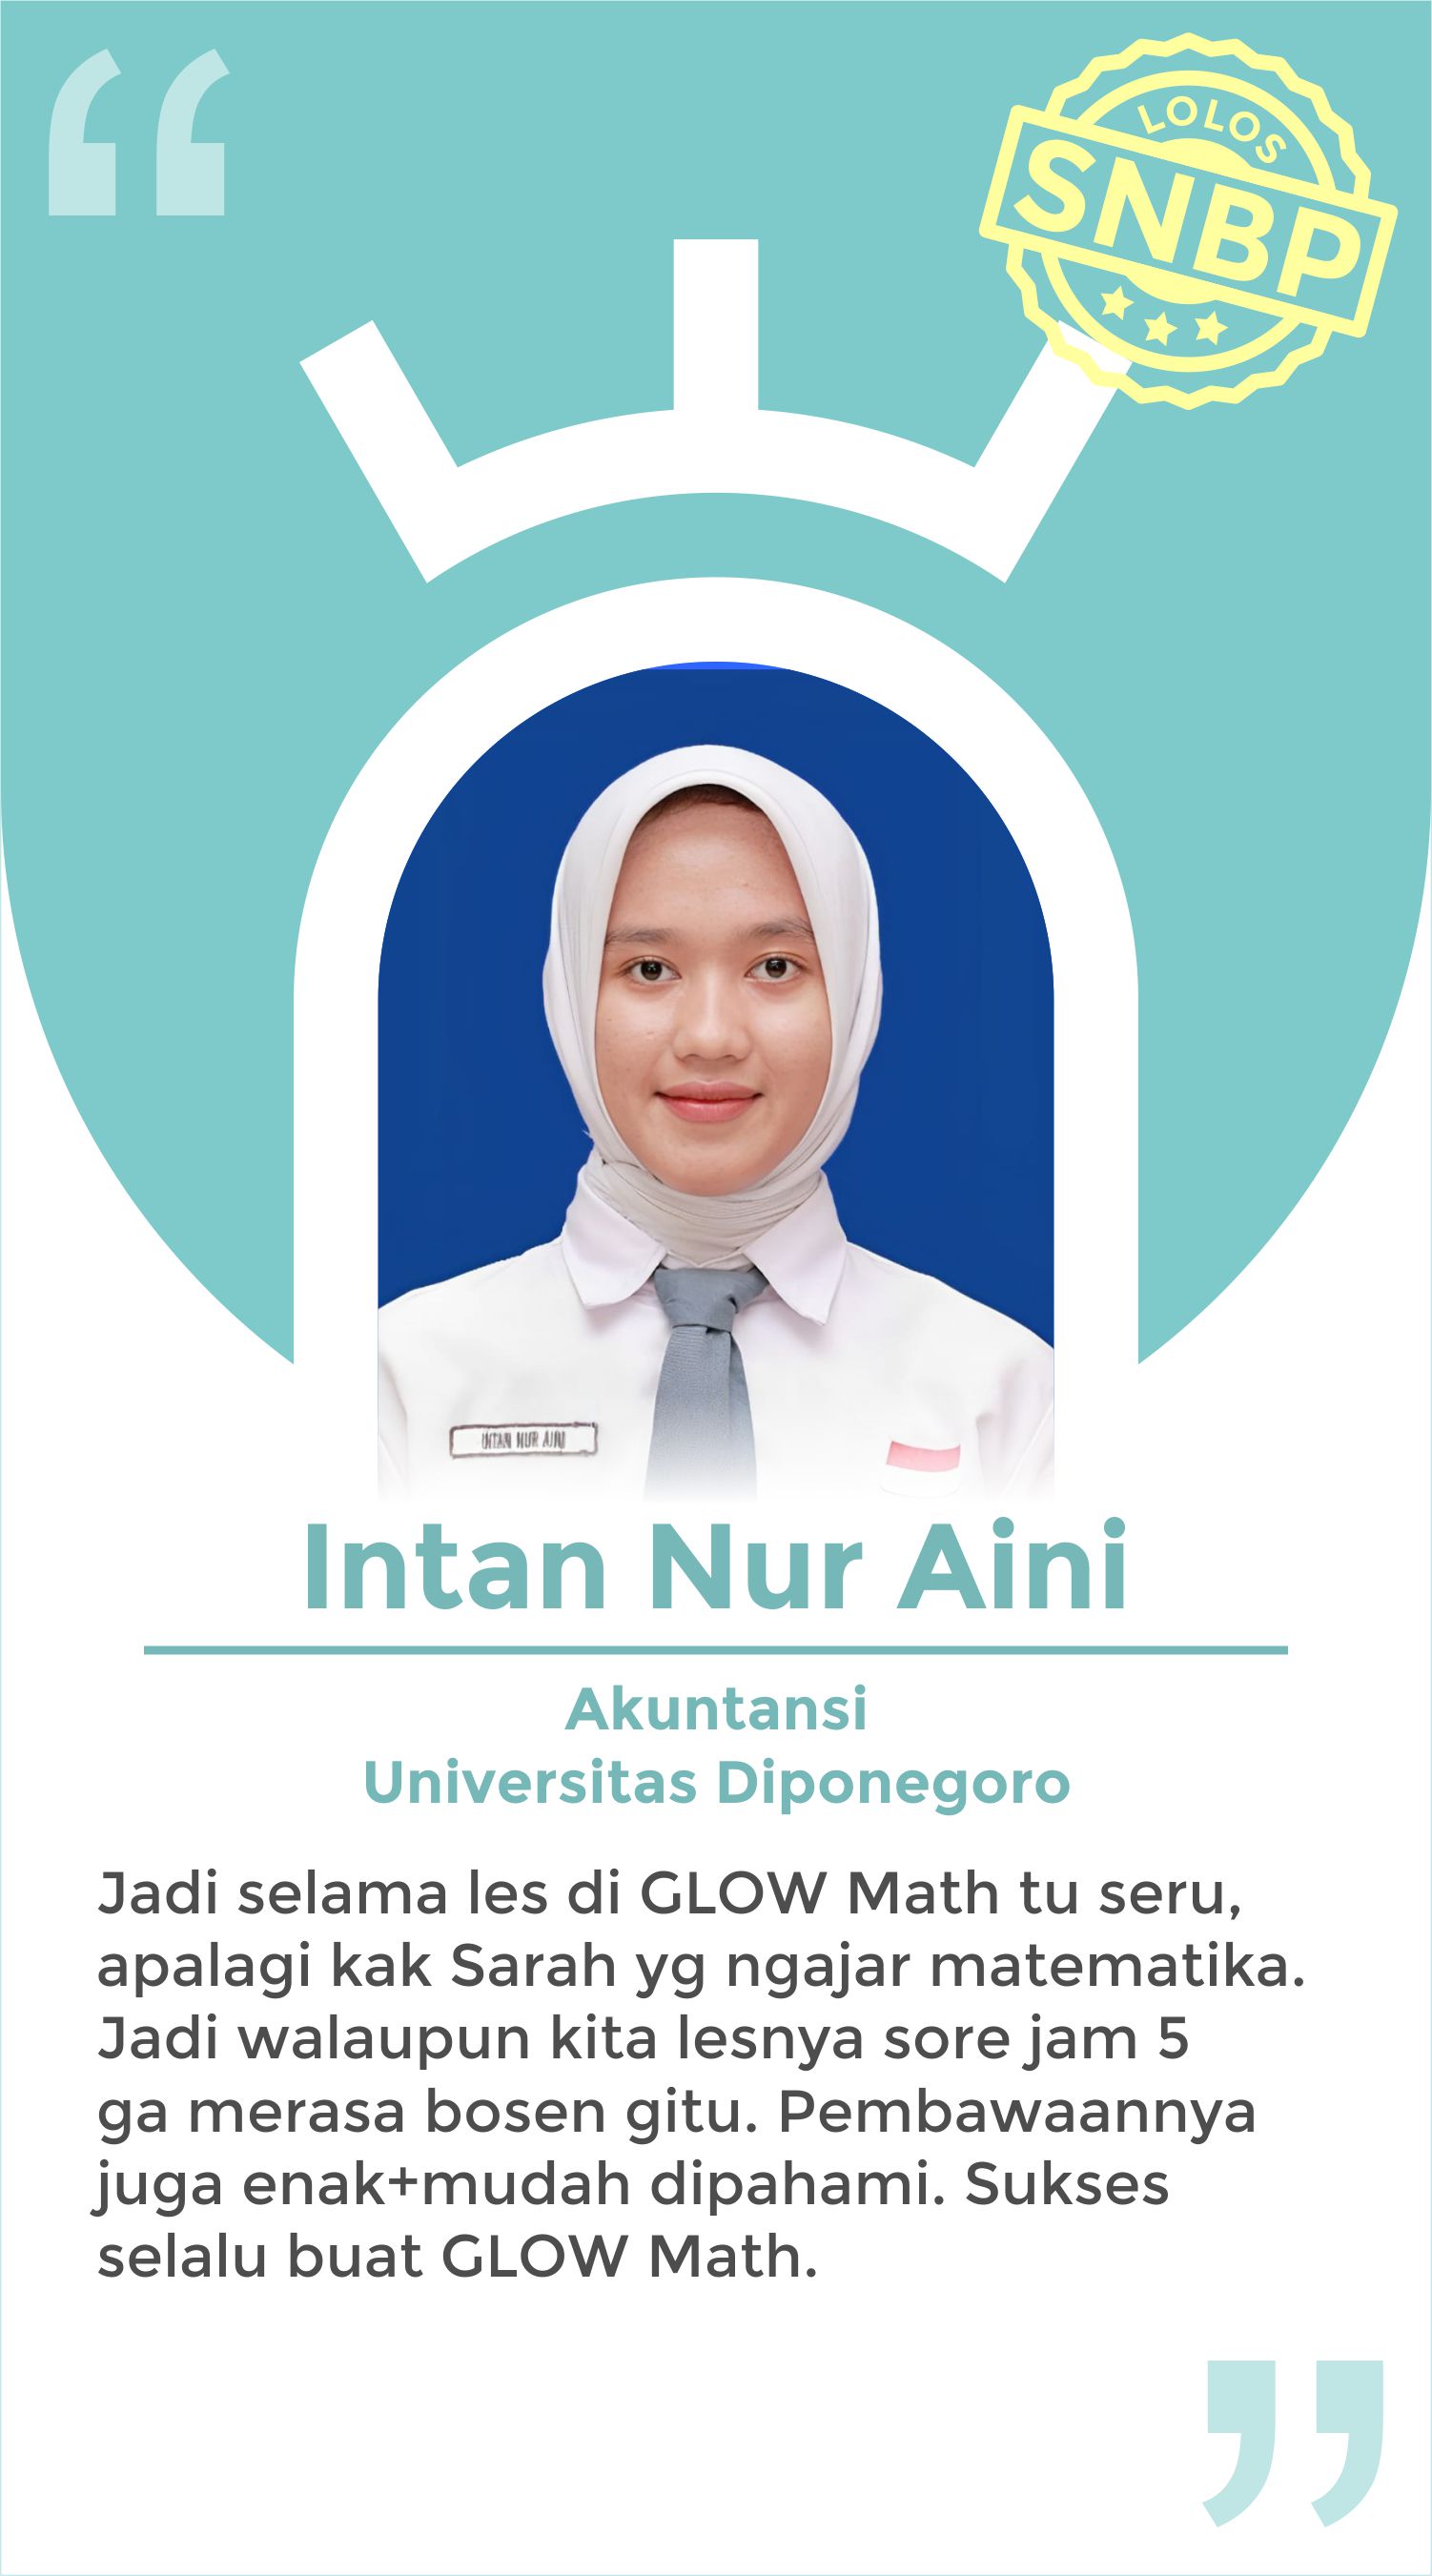 LOLOS
SNBP
INTAN NUR AINI
Intan Nur Aini
Akuntansi
Universitas Diponegoro
Jadi selama les di GLOW Math tu seru,
apalagi kak Sarah yg ngajar matematika.
Jadi walaupun kita lesnya sore jam 5
ga merasa bosen gitu. Pembawaannya
juga enak+mudah dipahami. Sukses
selalu buat GLOW Math.